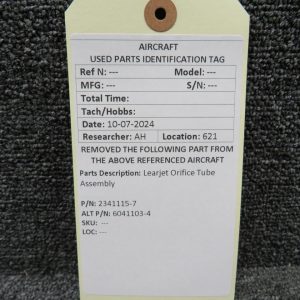 AIRCRAFT
USED PARTS IDENTIFICATION TAG
Ref N: --- Model: ---
MFG: --- S/N: ---
Total Time:
Tach/Hobbs:
Date: 10-07-2024
Researcher: AH Location: 621
REMOVED THE FOLLOWING PART FROM
THE ABOVE REFERENCED AIRCRAFT
Parts Description: Learjet Orifice Tube
Assembly
P/N: 2341115-7
ALT P/N: 6041103-4
SKU: ---
LOC: ---